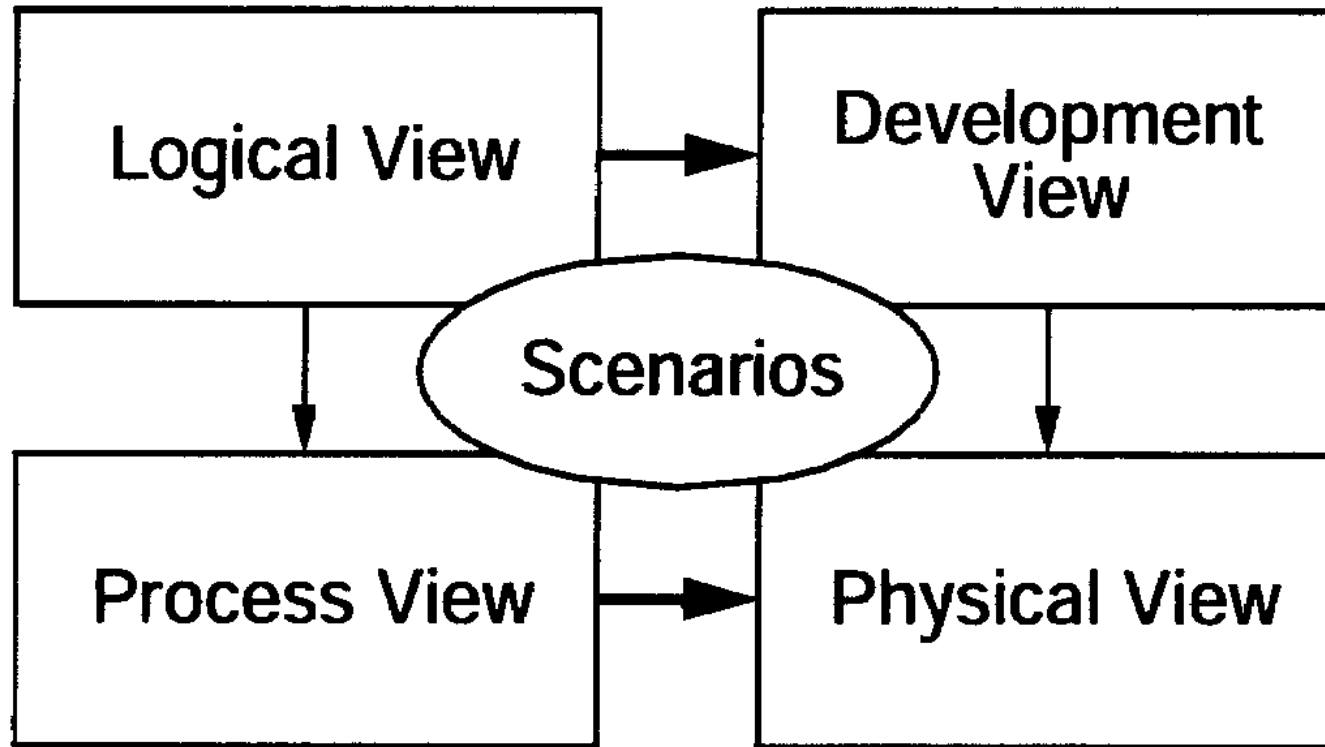 Logical View
Development
View
Scenarios
Process View
Physical View